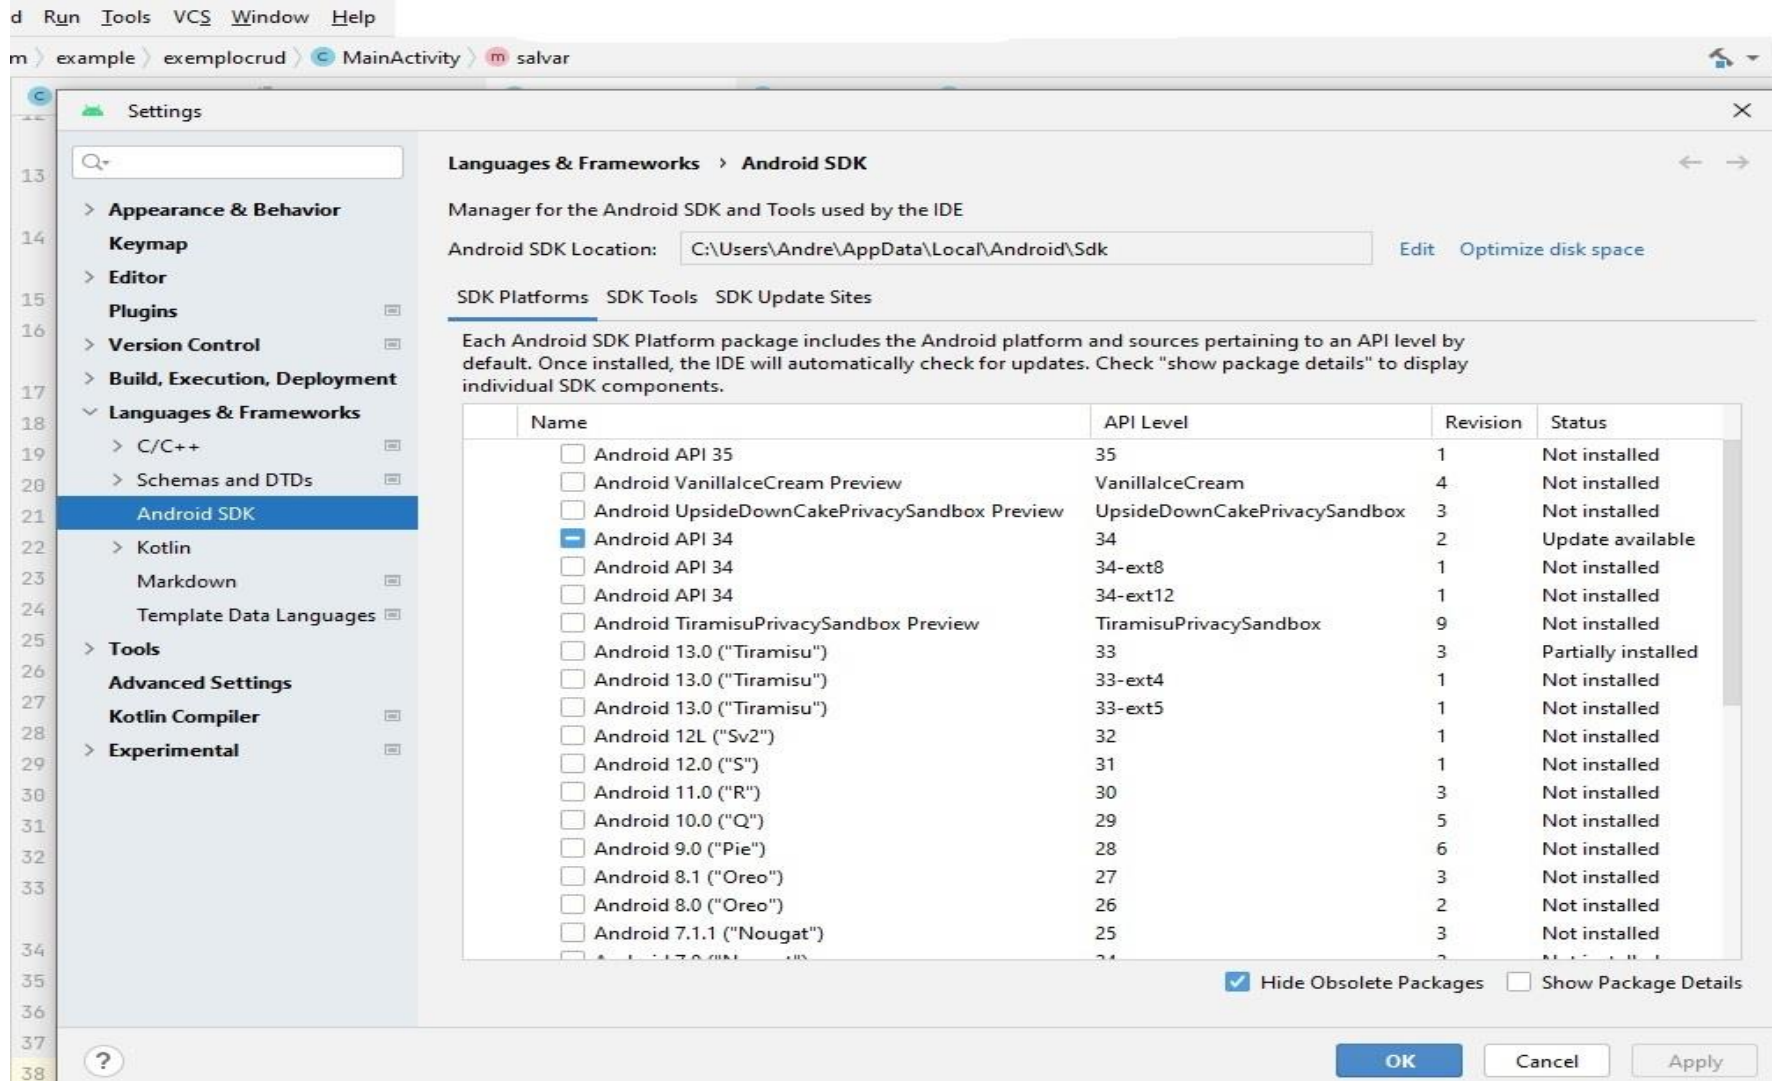 d Run Tools VCS Window Help
m example exemplocrud C MainActivity m salvar
C
Settings
Languages & Frameworks > Android SDK
13
Appearance & Behavior
Manager for the Android SDK and Tools used by the IDE
14
Keymap
Android SDK Location: C:\Users\Andre\AppData\Local\Android\Sdk Edit Optimize disk space
Editor
15
Plugins
SDK Platforms SDK Tools SDK Update Sites
16
Version Control
Each Android SDK Platform package includes the Android platform and sources pertaining to an API level by
default. Once installed, the IDE will automatically check for updates. Check "show package details" to display
individual SDK components.
17
Build, Execution, Deployment
18
Languages & Frameworks
Name API Level Revision Status
19
C/C++
Android API 35 35 1 Not installed
20
Schemas and DTDs
Android VanillaIceCream Preview VanillaIceCream 4 Not installed
21
Android SDK
Android UpsideDownCakePrivacySandbox Preview UpsideDownCakePrivacySandbox 3 Not installed
Android API 34 34 2 Update available
22
Kotlin
Android API 34 34-ext8 1 Not installed
23
Markdown
Android API 34 34-ext12 1 Not installed
24
Template Data Languages
Android TiramisuPrivacySandbox Preview TiramisuPrivacySandbox 9 Not installed
25
Tools
Android 13.0 ("Tiramisu") 33 3 Partially installed
26
Advanced Settings
Android 13.0 ("Tiramisu") 33-ext4 1 Not installed
27
Kotlin Compiler
Android 13.0 ("Tiramisu") 33-ext5 1 Not installed
28
Experimental
Android 12L ("Sv2") 32 1 Not installed
29
Android 12.0 ("S") 31 1 Not installed
30
Android 11.0 ("R") 30 3 Not installed
31
Android 10.0 ("Q") 29 5 Not installed
32
Android 9.0 ("Pie") 28 6 Not installed
33
Android 8.1 ("Oreo") 27 3 Not installed
Android 8.0 ("Oreo") 26 2 Not installed
34
Android 7.1.1 ("Nougat") 25 3 Not installed
35
Hide Obsolete Packages Show Package Details
36
37
38
? OK Cancel Apply